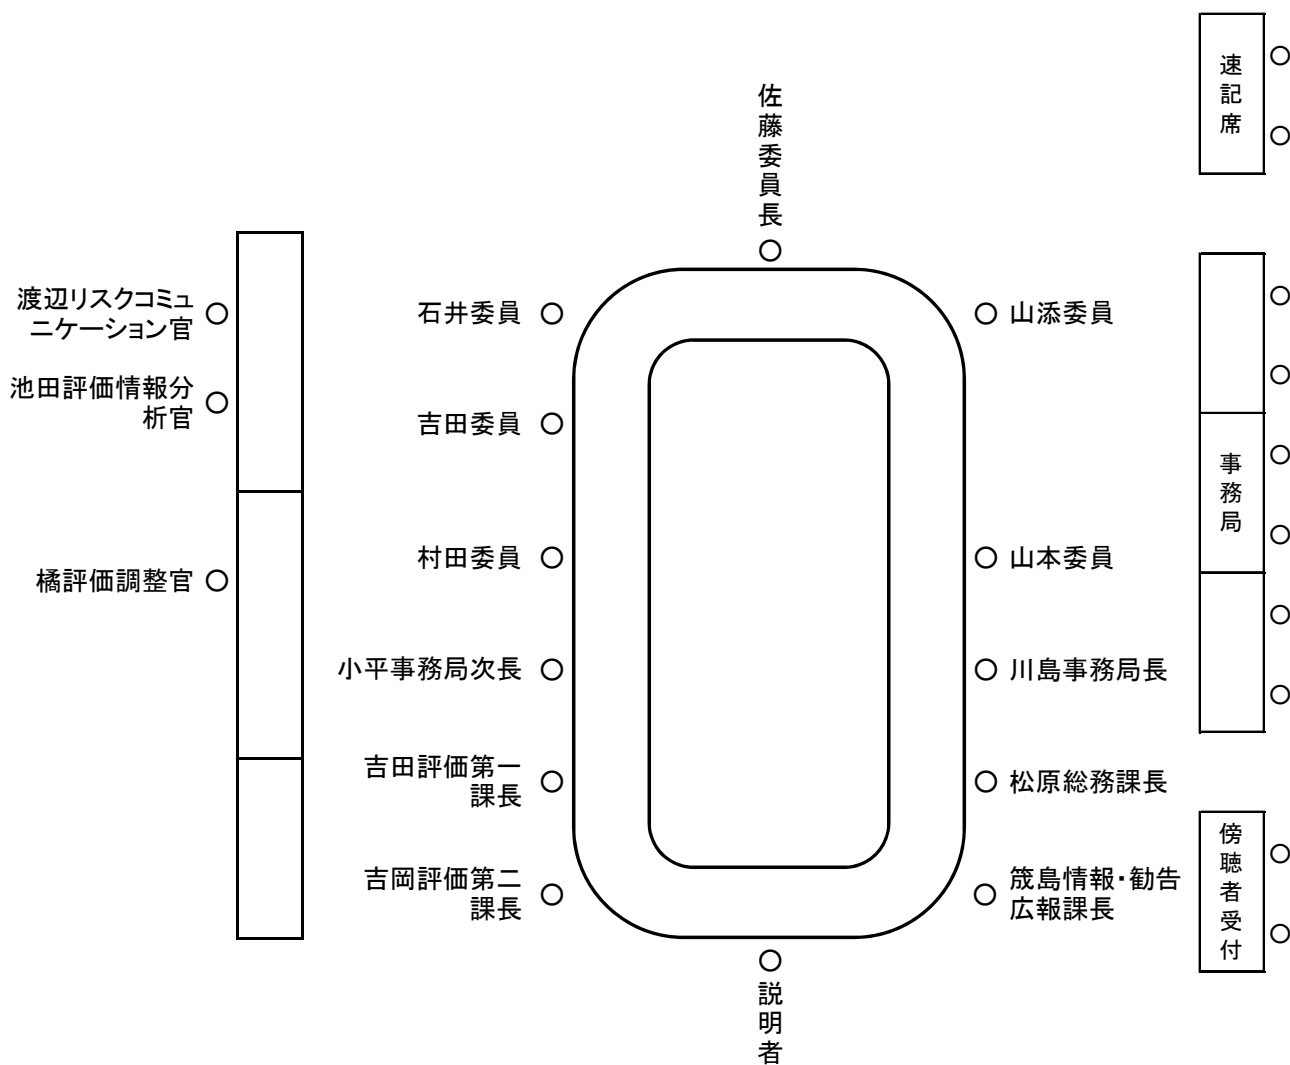 速記席
佐藤委員長
渡辺リスクコミュ
ニケーション官
石井委員
山添委員
池田評価情報分
析官
吉田委員
事務局
村田委員
山本委員
橘評価調整官
小平事務局次長
川島事務局長
吉田評価第一
課長
松原総務課長
傍聴者受付
吉岡評価第二
課長
筬島情報・勧告
広報課長
説明者